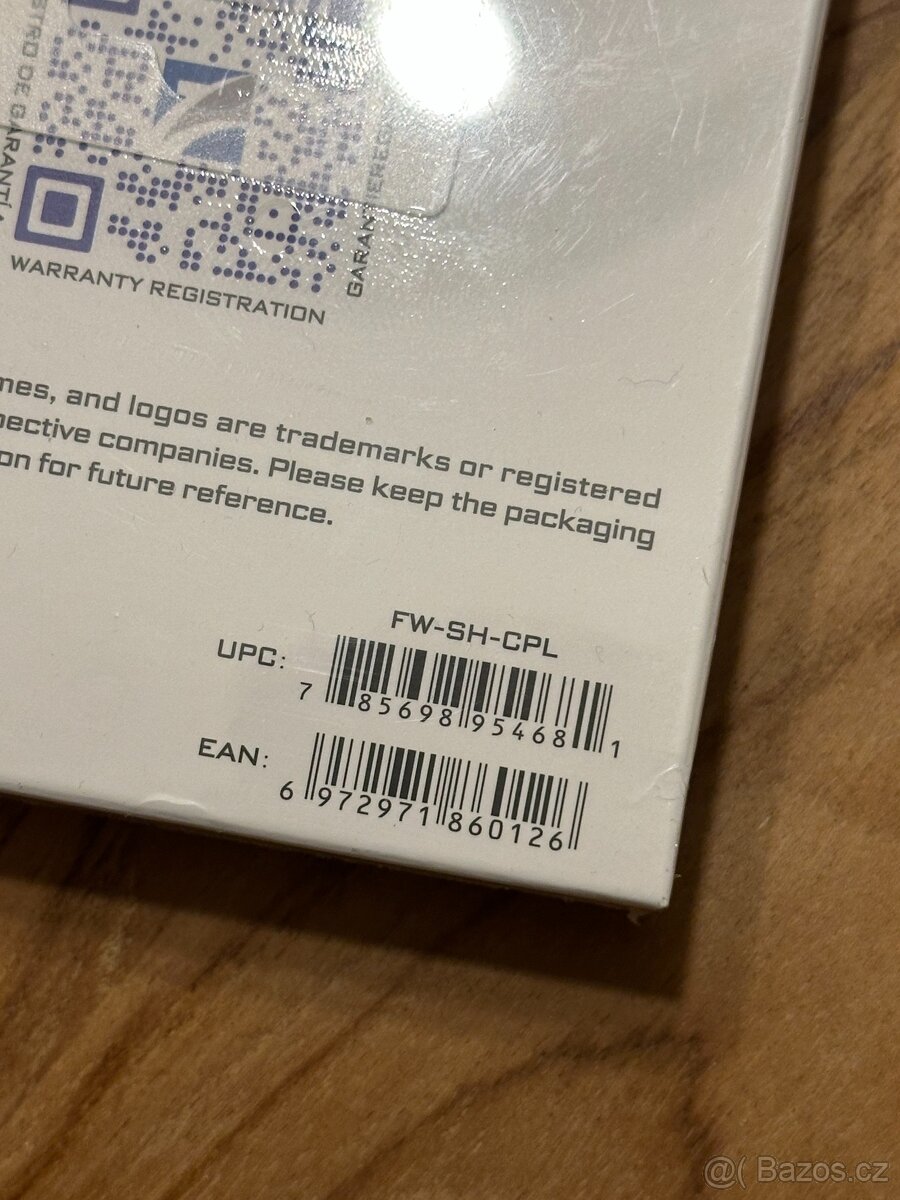 WARRANTY REGISTRATION
mes, and logos are trademarks or registered
pective companies. Please keep the packaging
on for future reference.
FW-SH-CPL
UPC:
7 85698 95468 1
EAN:
6 972971 860126
@( Bazos.cz